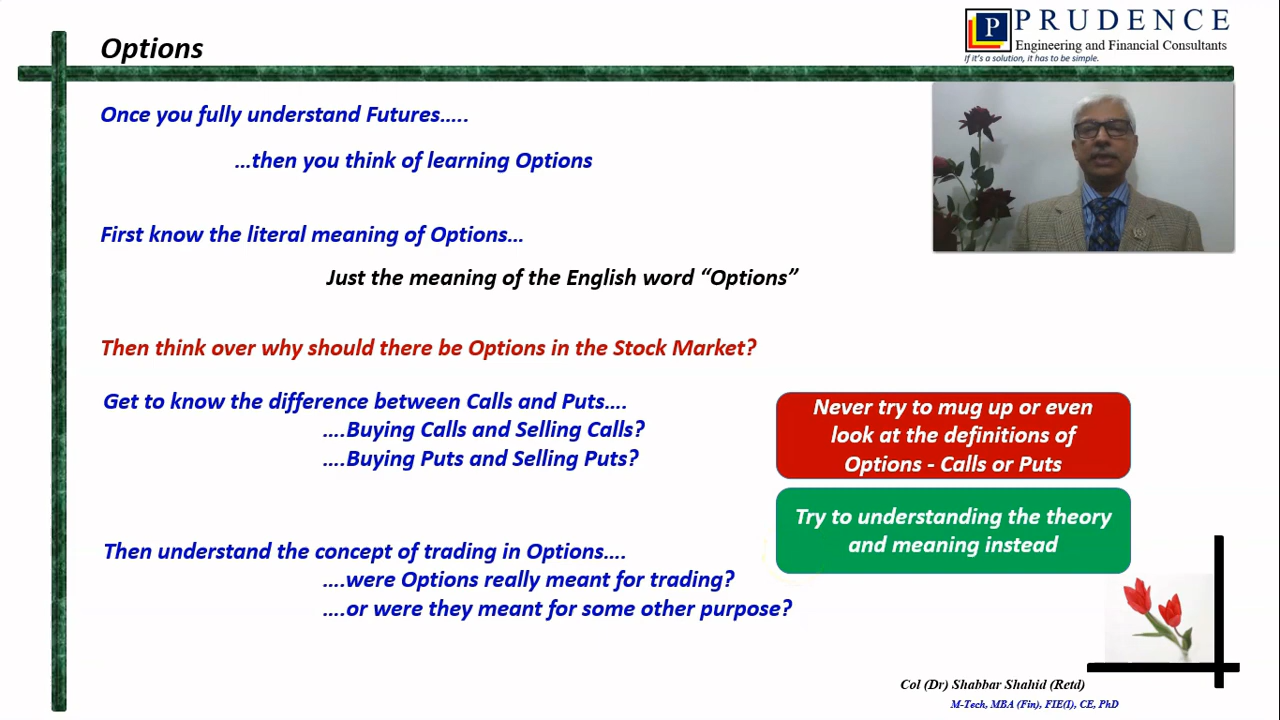 Options
P PRUDENCE
Engineering and Financial Consultants
If it's a solution, it has to be simple.
Once you fully understand Futures.....
...then you think of learning Options
First know the literal meaning of Options...
Just the meaning of the English word “Options”
Then think over why should there be Options in the Stock Market?
Get to know the difference between Calls and Puts....
....Buying Calls and Selling Calls?
....Buying Puts and Selling Puts?
Never try to mug up or even
look at the definitions of
Options - Calls or Puts
Try to understanding the theory
and meaning instead
Then understand the concept of trading in Options....
....were Options really meant for trading?
....or were they meant for some other purpose?
Col (Dr) Shabbar Shahid (Retd)
M-Tech, MBA (Fin), FIE(I), CE, PhD